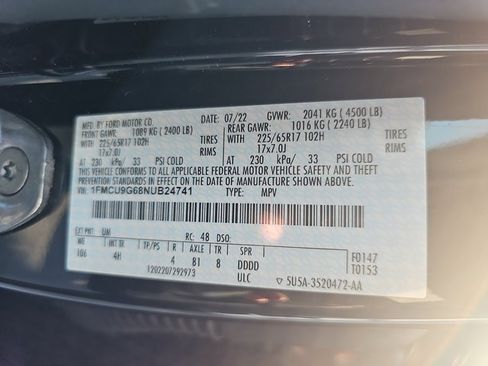 MFD. BY FORD MOTOR CO.
DATE: 07/22 GVWR: 2041 KG ( 4500 LB)
FRONT GAWR: 1089 KG ( 2400 LB) REAR GAWR: 1016 KG ( 2240 LB)
WITH 225/65R17 102H TIRES WITH 225/65R17 102H TIRES
17x7.0J RIMS 17x7.0J RIMS
AT 230 kPa/ 33 PSI COLD AT 230 kPa/ 33 PSI COLD
THIS VEHICLE CONFORMS TO ALL APPLICABLE FEDERAL MOTOR VEHICLE SAFETY AND THEFT
PREVENTION STANDARDS IN EFFECT ON THE DATE OF MANUFACTURE SHOWN ABOVE.
VIN: 1FMCU9G68NUB24741 TYPE: MPV
EXT PNT: UM RC: 48 DSO:
WB INT TR TP/PS R AXLE TR SPR
106 4H 4 81 8 DDDD F0147
T0153
1202207292973 ULC ▽ 5U5A-3520472-AA